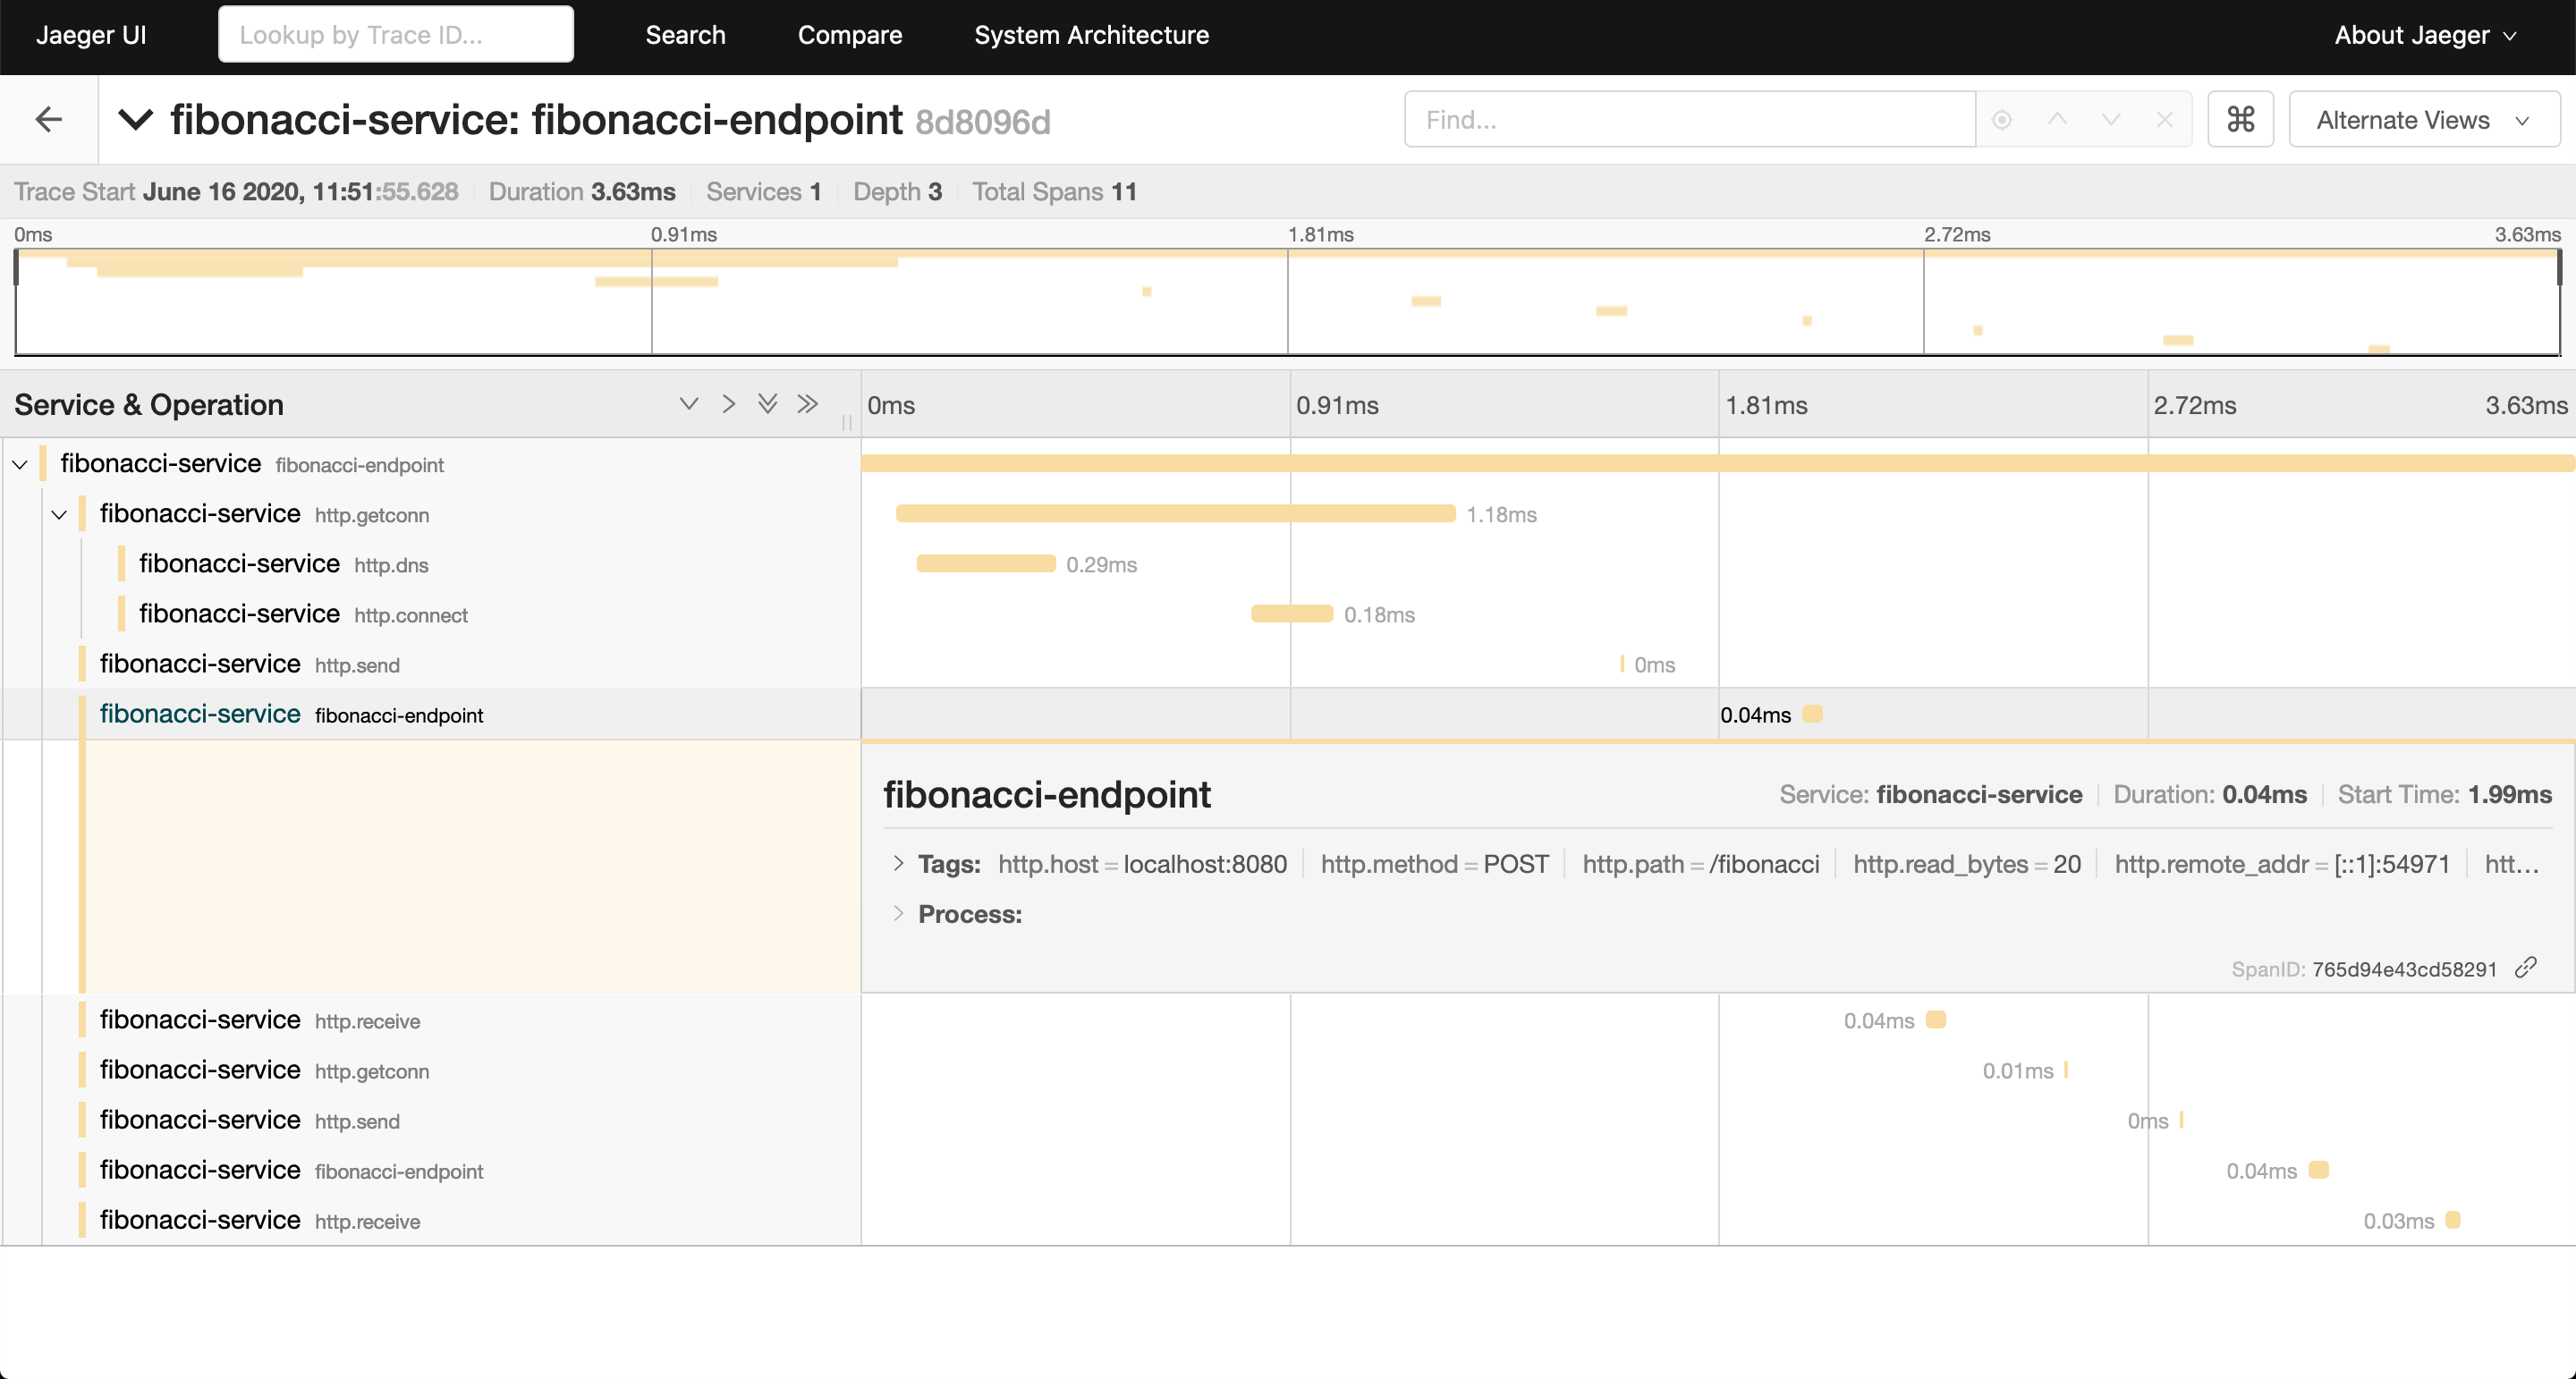 Jaeger UI Lookup by Trace ID... Search Compare System Architecture About Jaeger
fibonacci-service: fibonacci-endpoint 8d8096d Find... ⌘ Alternate Views
Trace Start June 16 2020, 11:51:55.628 Duration 3.63ms Services 1 Depth 3 Total Spans 11
0ms 0.91ms 1.81ms 2.72ms 3.63ms
Service & Operation 0ms 0.91ms 1.81ms 2.72ms 3.63ms
fibonacci-service fibonacci-endpoint
fibonacci-service http.getconn 1.18ms
fibonacci-service http.dns 0.29ms
fibonacci-service http.connect 0.18ms
fibonacci-service http.send 0ms
fibonacci-service fibonacci-endpoint 0.04ms
fibonacci-endpoint Service: fibonacci-service Duration: 0.04ms Start Time: 1.99ms
Tags: http.host = localhost:8080 http.method = POST http.path = /fibonacci http.read_bytes = 20 http.remote_addr = [::1]:54971 htt...
Process:
SpanID: 765d94e43cd58291
fibonacci-service http.receive 0.04ms
fibonacci-service http.getconn 0.01ms
fibonacci-service http.send 0ms
fibonacci-service fibonacci-endpoint 0.04ms
fibonacci-service http.receive 0.03ms